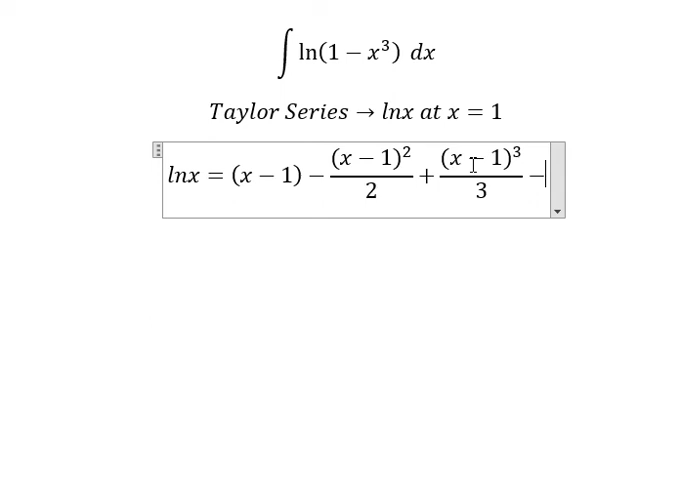 ∫ ln(1 − x³) dx
Taylor Series → lnx at x = 1
lnx = (x − 1) − (x − 1)²/2 + (x − 1)³/3 −